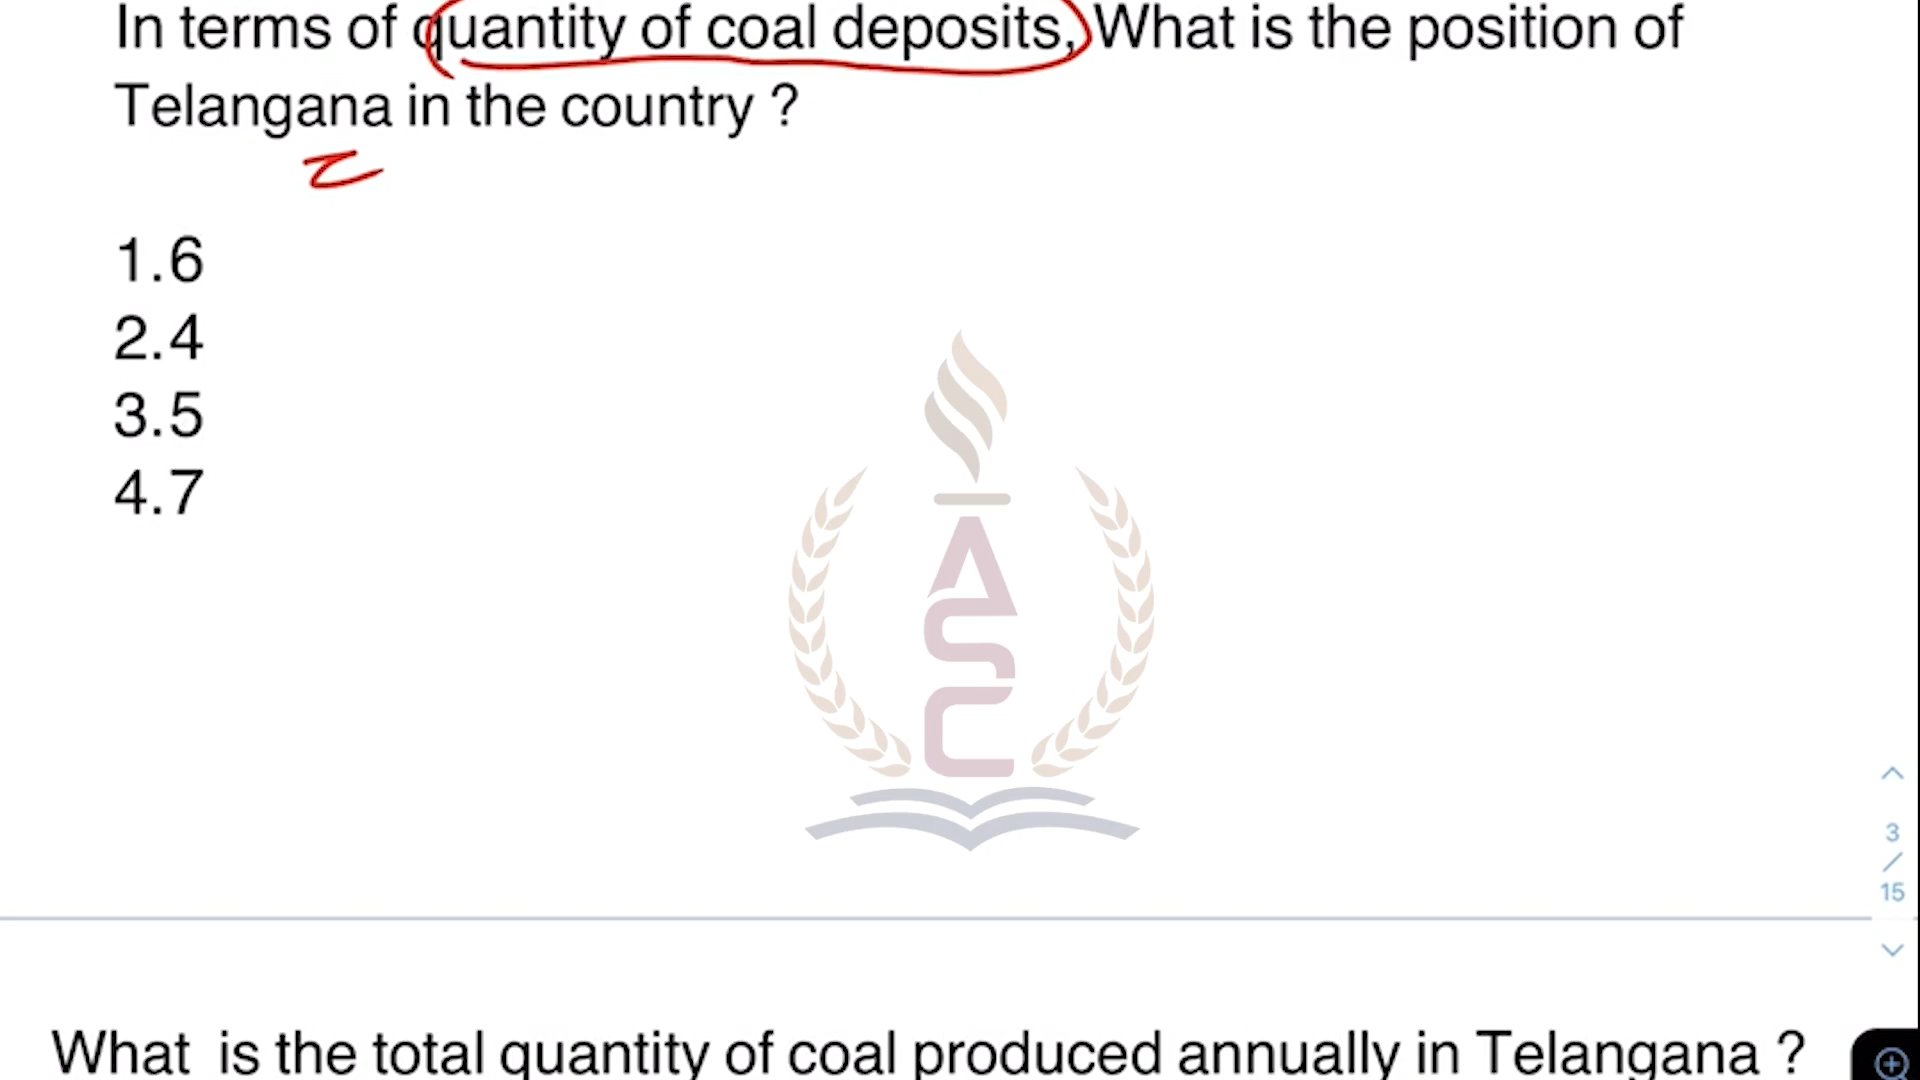 In terms of quantity of coal deposits, What is the position of
Telangana in the country ?
1.6
2.4
3.5
4.7
ASC
3
/
15
What is the total quantity of coal produced annually in Telangana ?